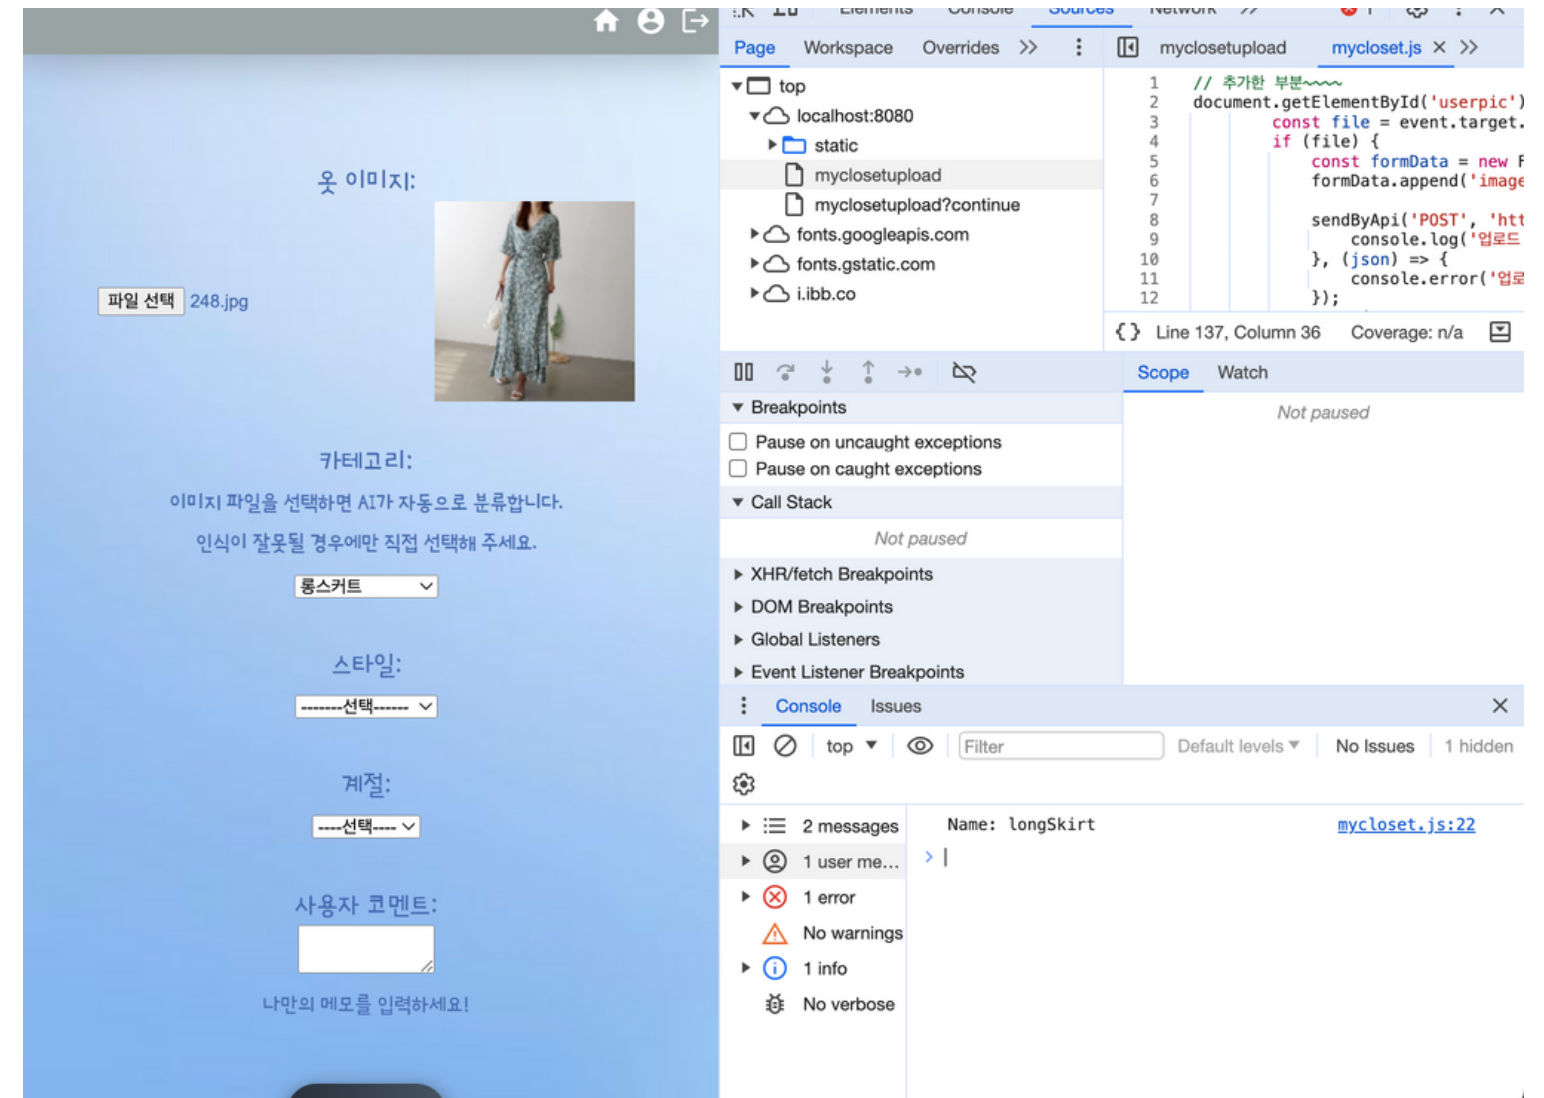 옷 이미지:
파일 선택 248.jpg
카테고리:
이미지 파일을 선택하면 AI가 자동으로 분류합니다.
인식이 잘못될 경우에만 직접 선택해 주세요.
롱스커트
스타일:
-------선택------
계절:
----선택----
사용자 코멘트:
나만의 메모를 입력하세요!
Elements Console Sources Network >> 1
Page Workspace Overrides >>
top
localhost:8080
static
myclosetupload
myclosetupload?continue
fonts.googleapis.com
fonts.gstatic.com
i.ibb.co
myclosetupload mycloset.js >>
1 // 추가한 부분~~~~
2 document.getElementById('userpic')
3 const file = event.target.
4 if (file) {
5 const formData = new F
6 formData.append('image
7
8 sendByApi('POST', 'htt
9 console.log('업로드
10 }, (json) => {
11 console.error('업로
12 });
{} Line 137, Column 36 Coverage: n/a
Breakpoints
Pause on uncaught exceptions
Pause on caught exceptions
Call Stack
Not paused
XHR/fetch Breakpoints
DOM Breakpoints
Global Listeners
Event Listener Breakpoints
Scope Watch
Not paused
Console Issues
top Filter Default levels No Issues 1 hidden
2 messages
1 user me...
1 error
No warnings
1 info
No verbose
Name: longSkirt mycloset.js:22
>